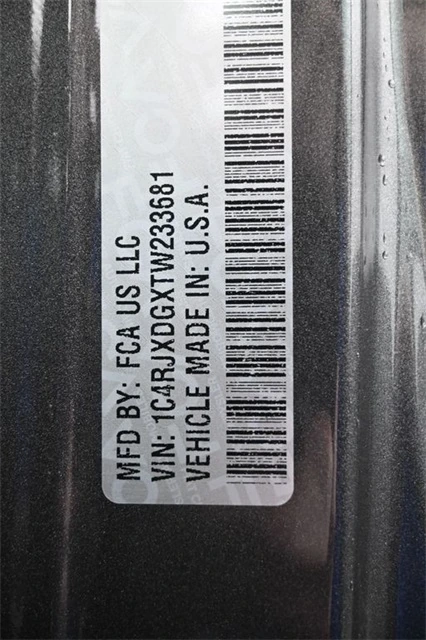 MFD BY: FCA US LLC
VIN: 1C4RJXDGXTW233681
VEHICLE MADE IN: U.S.A.